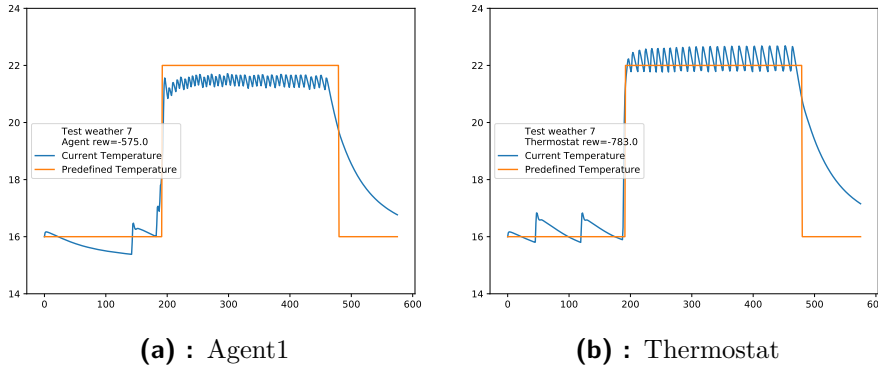 24
22
20
18
16
14
0
100
200
300
400
500
600
Test weather 7
Agent rew=-575.0
Current Temperature
Predefined Temperature
(a) : Agent1
24
22
20
18
16
14
0
100
200
300
400
500
600
Test weather 7
Thermostat rew=-783.0
Current Temperature
Predefined Temperature
(b) : Thermostat